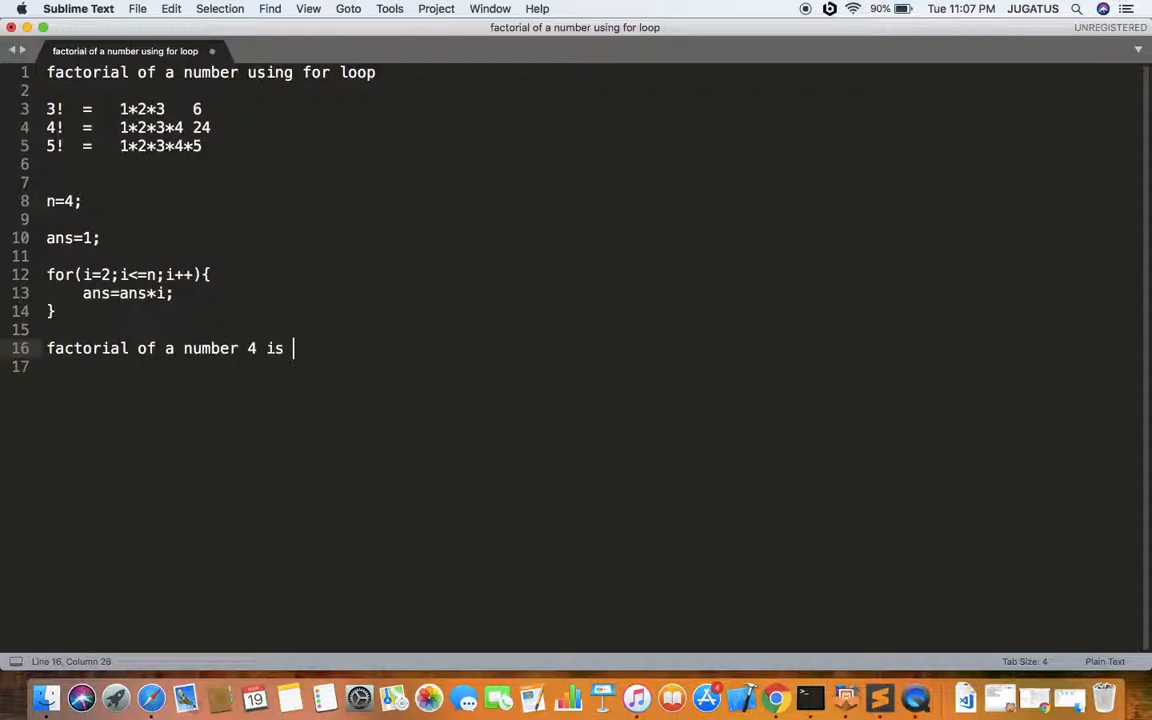 Sublime Text File Edit Selection Find View Goto Tools Project Window Help 90% Tue 11:07 PM JUGATUS
factorial of a number using for loop UNREGISTERED
factorial of a number using for loop
1 factorial of a number using for loop
2
3 3! = 1*2*3 6
4 4! = 1*2*3*4 24
5 5! = 1*2*3*4*5
6
7
8 n=4;
9
10 ans=1;
11
12 for(i=2;i<=n;i++){
13 ans=ans*i;
14 }
15
16 factorial of a number 4 is
17
Line 16, Column 28 Tab Size: 4 Plain Text
MAR
19